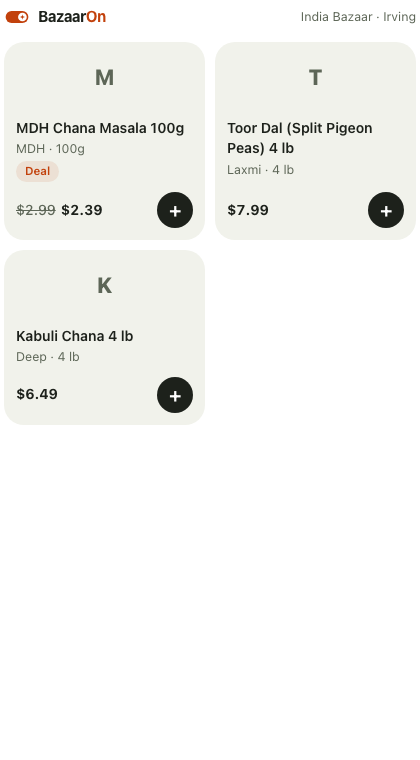 BazaarOn
India Bazaar · Irving
M
MDH Chana Masala 100g
MDH · 100g
Deal
$2.99 $2.39
+
T
Toor Dal (Split Pigeon
Peas) 4 lb
Laxmi · 4 lb
$7.99
+
K
Kabuli Chana 4 lb
Deep · 4 lb
$6.49
+